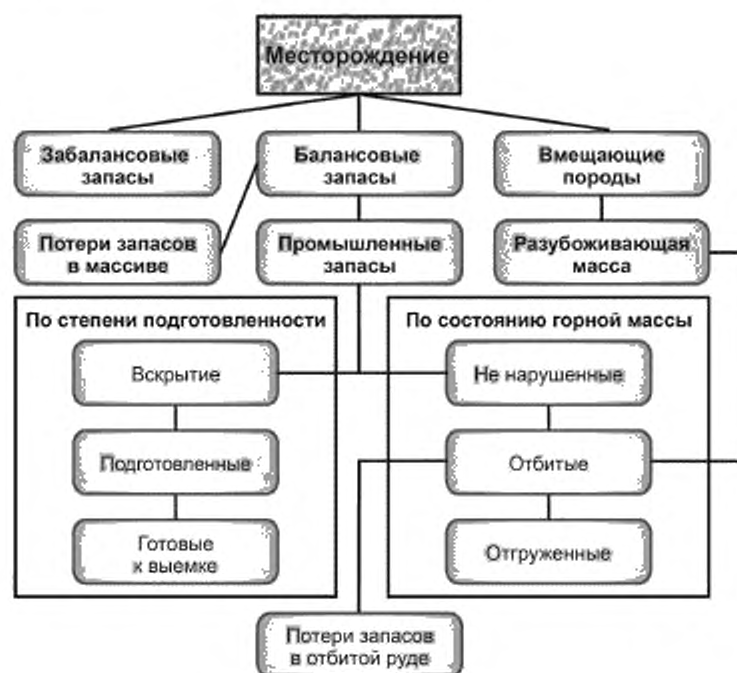 Месторождение
Забалансовые
запасы
Балансовые
запасы
Вмещающие
породы
Потери запасов
в массиве
Промышленные
запасы
Разубоживающая
масса
По степени подготовленности
По состоянию горной массы
Вскрытие
Не нарушенные
Подготовленные
Отбитые
Готовые
к выемке
Отгруженные
Потери запасов
в отбитой руде